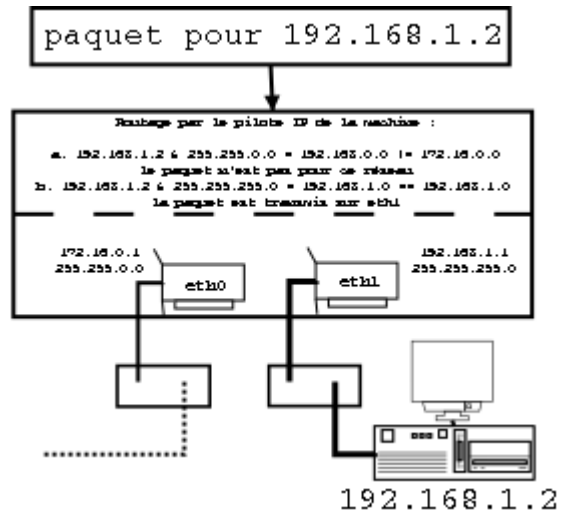 paquet pour 192.168.1.2
Routage par le pilote IP de la machine :
a. 192.168.1.2 & 255.255.0.0 = 192.168.0.0 != 172.16.0.0
le paquet n'est pas pour ce réseau
b. 192.168.1.2 & 255.255.255.0 = 192.168.1.0 == 192.168.1.0
le paquet est transmis sur eth1
172.16.0.1
255.255.0.0
eth0
eth1
192.168.1.1
255.255.255.0
192.168.1.2